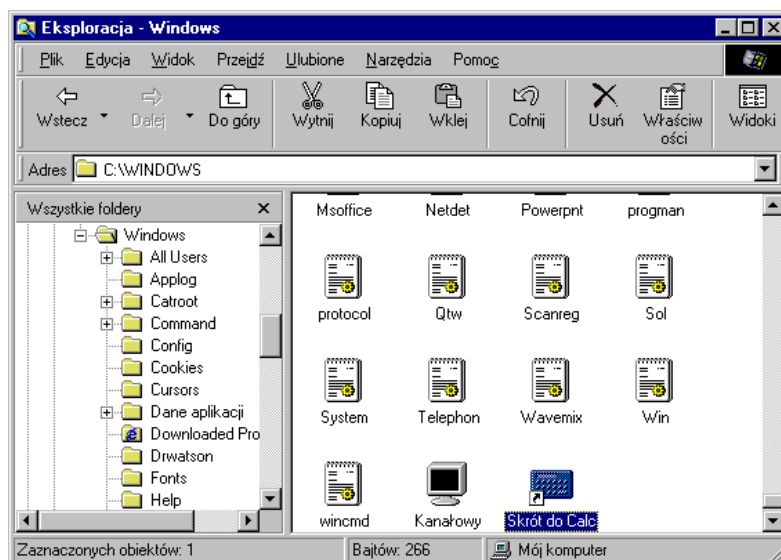 Eksploracja - Windows
Plik Edycja Widok Przejdź Ulubione Narzędzia Pomoc
Wstecz Dalej Do góry Wytnij Kopiuj Wklej Cofnij Usuń Właściw
ości Widoki
Adres C:\WINDOWS
Wszystkie foldery
Windows
All Users
Applog
Catroot
Command
Config
Cookies
Cursors
Dane aplikacji
Downloaded Pro
Drwatson
Fonts
Help
Msoffice Netdet Powerpnt progman
protocol Qtw Scanreg Sol
System Telephon Wavemix Win
wincmd Kanałowy Skrót do Calc
Zaznaczonych obiektów: 1 Bajtów: 266 Mój komputer